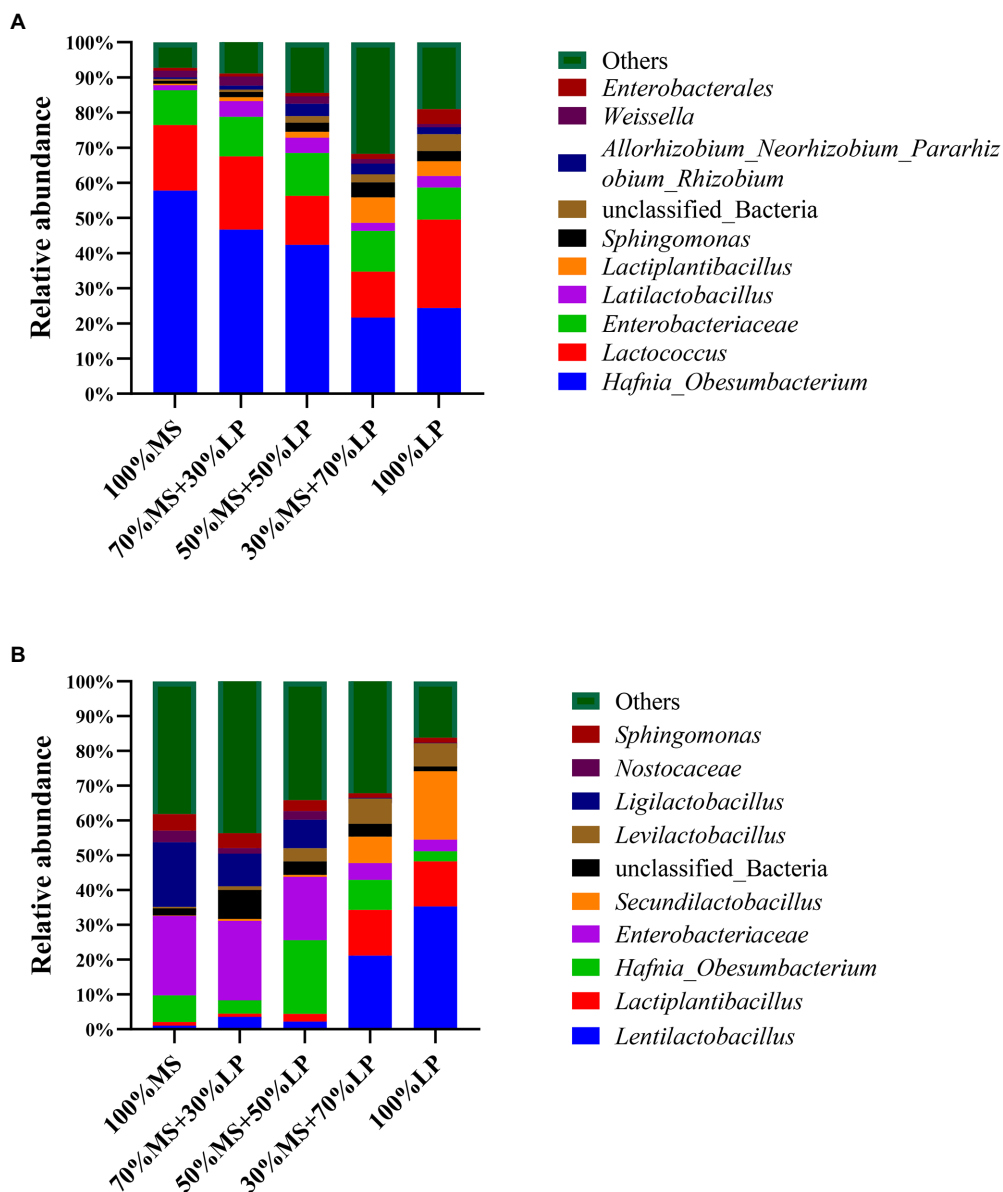 A
100%
90%
80%
70%
60%
50%
40%
30%
20%
10%
0%
Relative abundance
100%MS
70%MS+30%LP
50%MS+50%LP
30%MS+70%LP
100%LP
Others
Enterobacterales
Weissella
Allorhizobium_Neorhizobium_Pararhiz
obium_Rhizobium
unclassified_Bacteria
Sphingomonas
Lactiplantibacillus
Latilactobacillus
Enterobacteriaceae
Lactococcus
Hafnia_Obesumbacterium
B
100%
90%
80%
70%
60%
50%
40%
30%
20%
10%
0%
Relative abundance
100%MS
70%MS+30%LP
50%MS+50%LP
30%MS+70%LP
100%LP
Others
Sphingomonas
Nostocaceae
Ligilactobacillus
Levilactobacillus
unclassified_Bacteria
Secundilactobacillus
Enterobacteriaceae
Hafnia_Obesumbacterium
Lactiplantibacillus
Lentilactobacillus